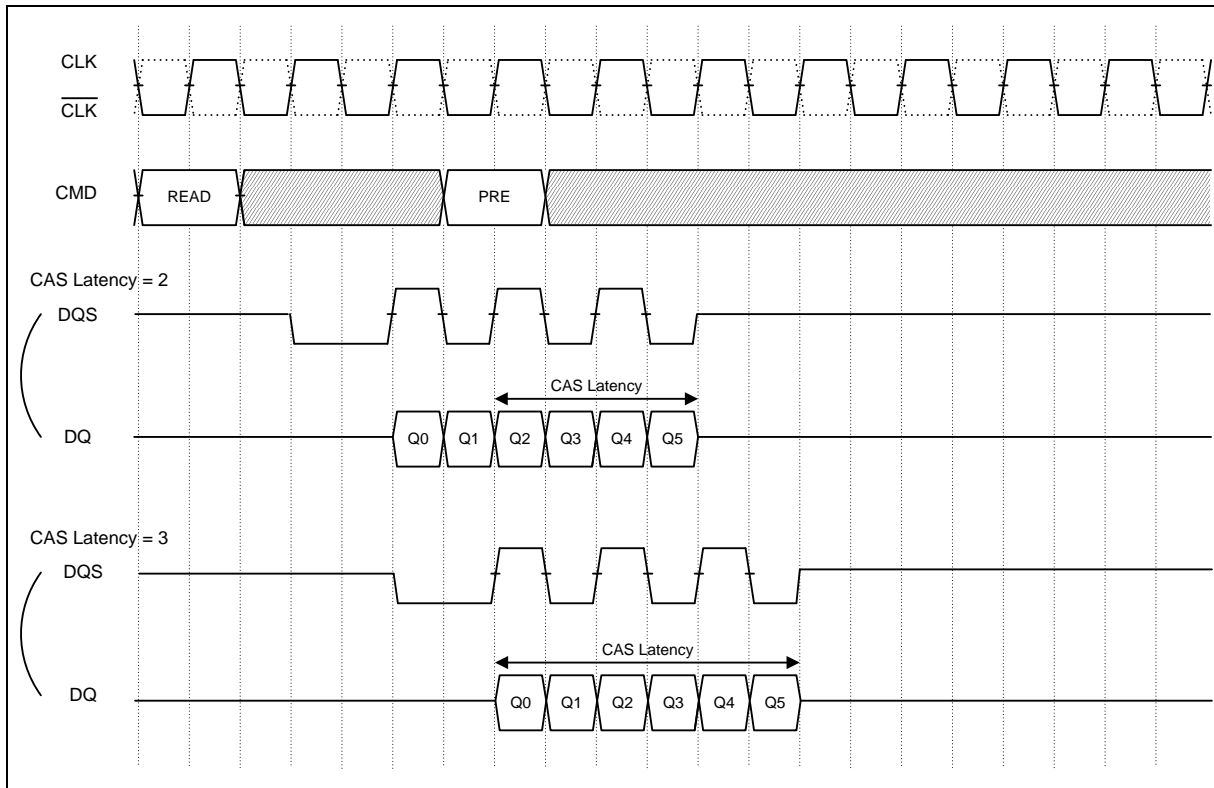 CLK
CLK
CMD
READ
PRE
CAS Latency = 2
DQS
CAS Latency
DQ
Q0 Q1 Q2 Q3 Q4 Q5
CAS Latency = 3
DQS
CAS Latency
DQ
Q0 Q1 Q2 Q3 Q4 Q5